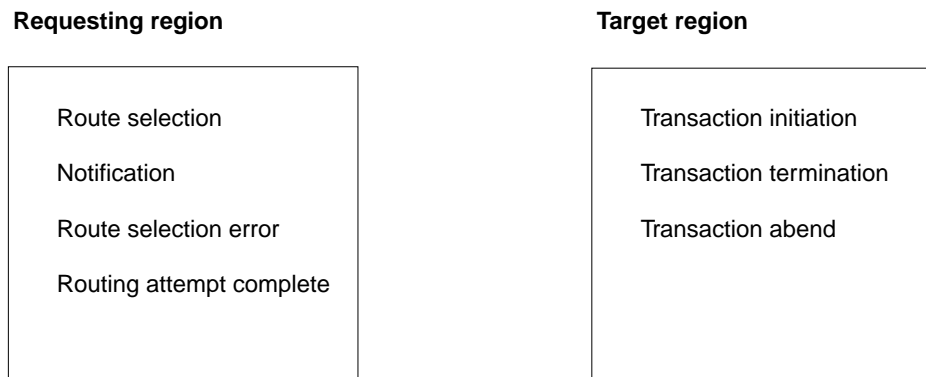 Requesting region
Route selection
Notification
Route selection error
Routing attempt complete
Target region
Transaction initiation
Transaction termination
Transaction abend